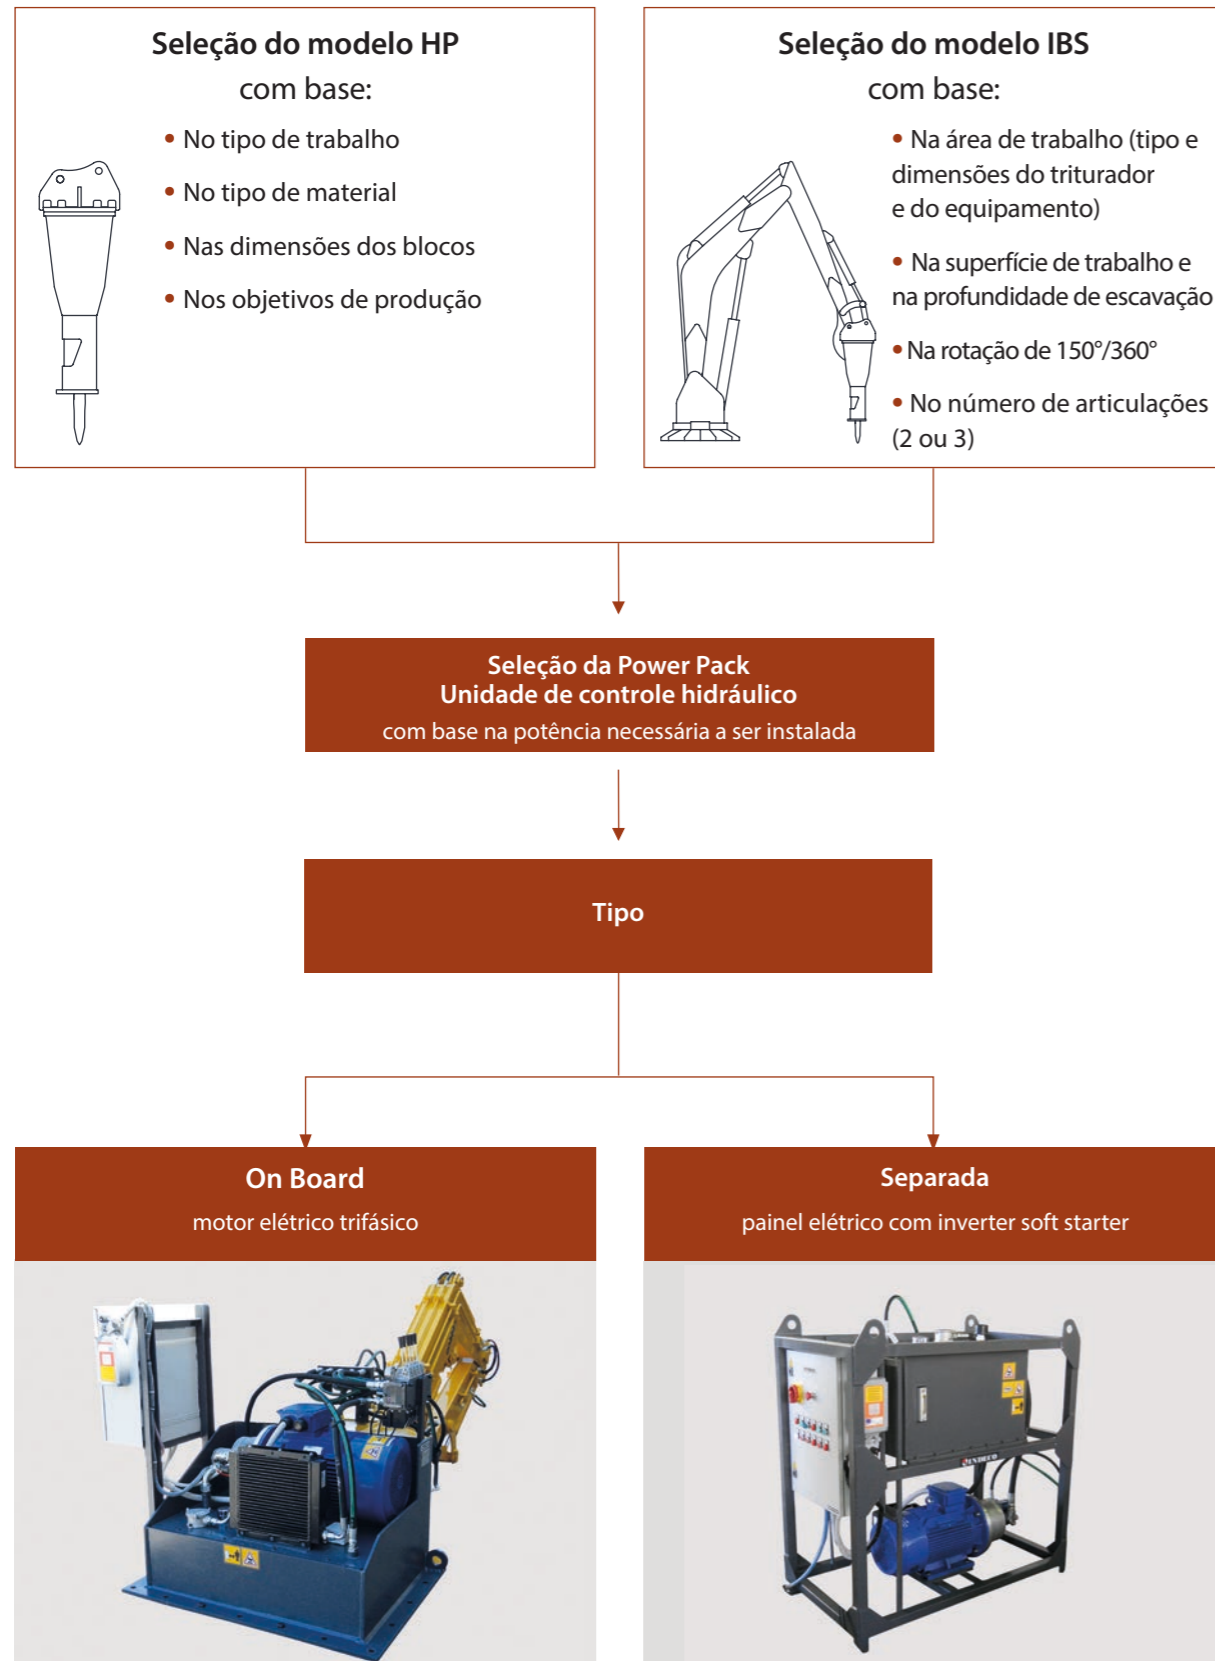 Seleção do modelo HP
com base:
• No tipo de trabalho
• No tipo de material
• Nas dimensões dos blocos
• Nos objetivos de produção
Seleção do modelo IBS
com base:
• Na área de trabalho (tipo e
dimensões do triturador
e do equipamento)
• Na superfície de trabalho e
na profundidade de escavação
• Na rotação de 150°/360°
• No número de articulações
(2 ou 3)
Seleção da Power Pack
Unidade de controle hidráulico
com base na potência necessária a ser instalada
Tipo
On Board
motor elétrico trifásico
Separada
painel elétrico com inverter soft starter
INDECO